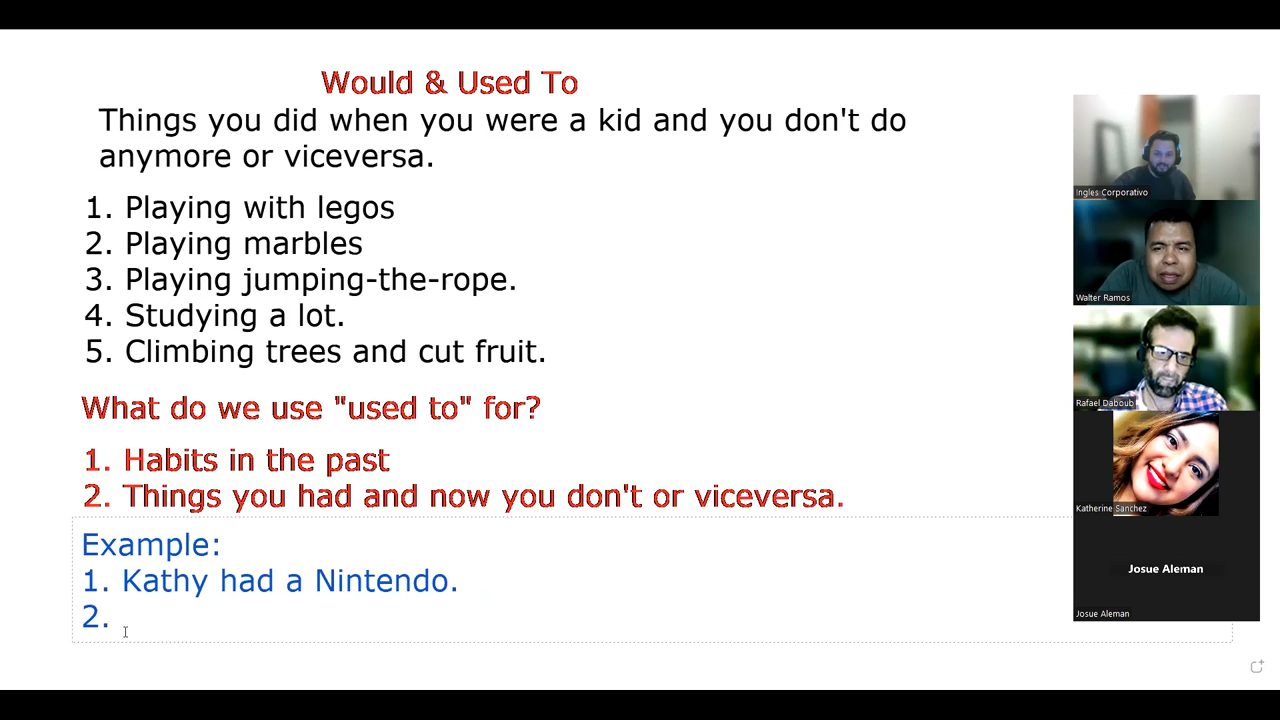 Would & Used To
Things you did when you were a kid and you don't do
anymore or viceversa.
1. Playing with legos
2. Playing marbles
3. Playing jumping-the-rope.
4. Studying a lot.
5. Climbing trees and cut fruit.
What do we use "used to" for?
1. Habits in the past
2. Things you had and now you don't or viceversa.
Example:
1. Kathy had a Nintendo.
2.
Ingles Corporativo
Walter Ramos
Rafael Daboub
Katherine Sanchez
Josue Aleman
Josue Aleman